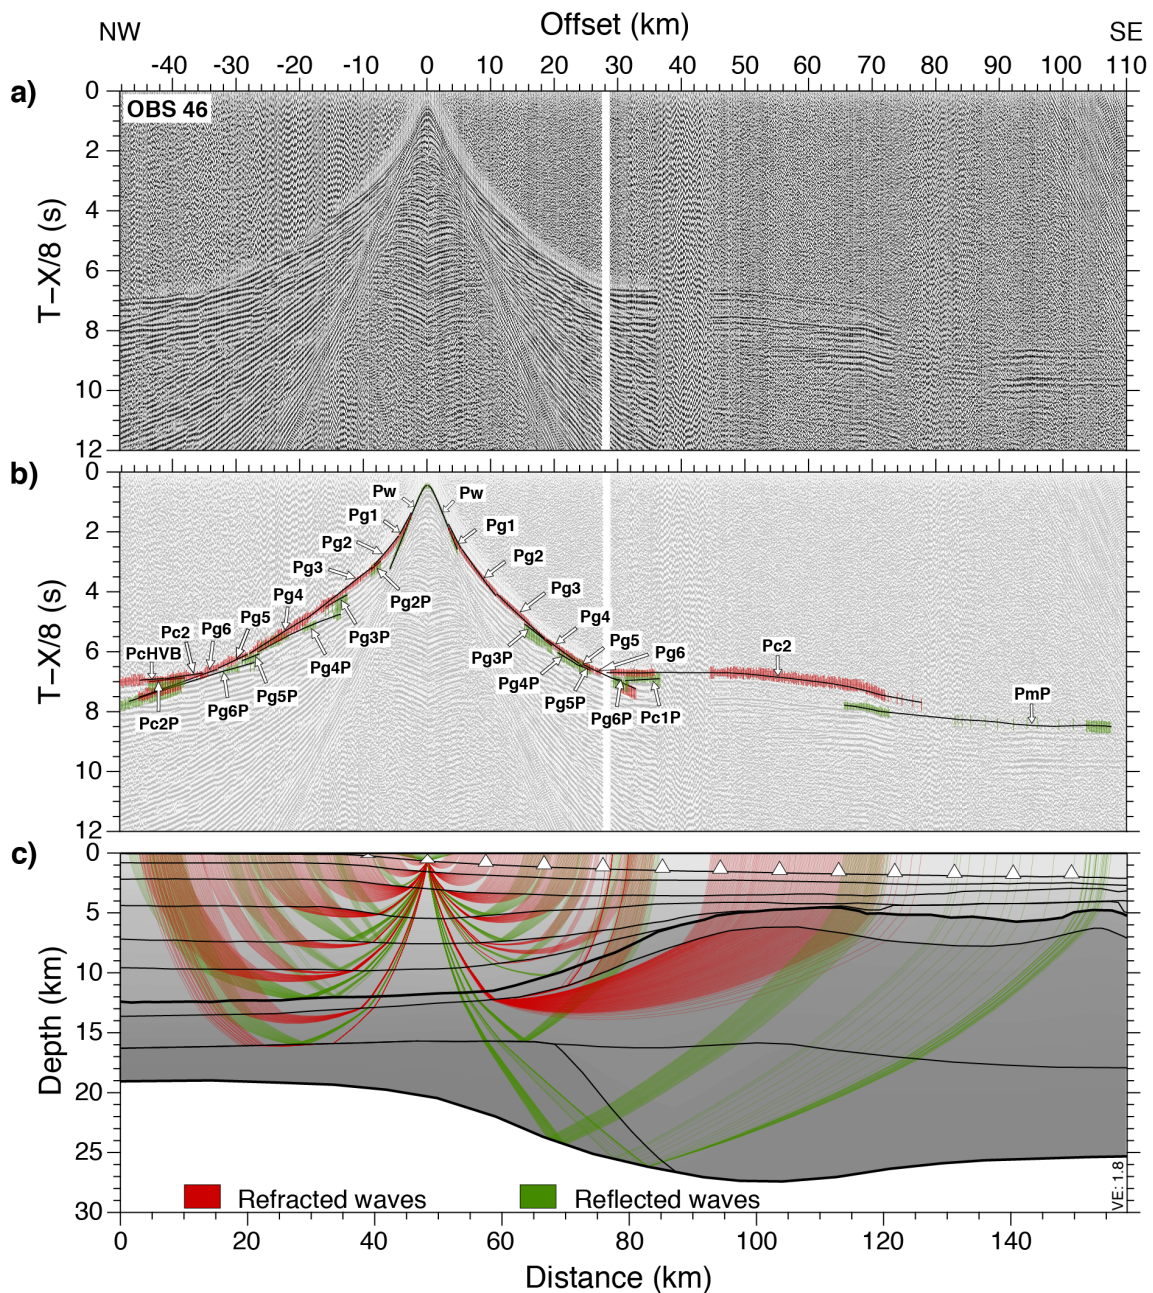 Offset (km)
NW
SE
-40 -30 -20 -10 0 10 20 30 40 50 60 70 80 90 100 110
a)
OBS 46
T–X/8 (s)
0
2
4
6
8
10
12
b)
T–X/8 (s)
0
2
4
6
8
10
12
Pw Pw
Pg1 Pg1
Pg2 Pg2
Pg3 Pg3
Pg2P
Pg4 Pg4
Pg5 Pg3P Pg5
Pc2 Pg6 Pg6 Pc2
PcHVB Pg4P Pg3P
Pg5P Pg4P
Pg6P Pg5P PmP
Pc2P Pg6P Pc1P
c)
Depth (km)
0
5
10
15
20
25
30
VE: 1.8
Refracted waves Reflected waves
0 20 40 60 80 100 120 140
Distance (km)